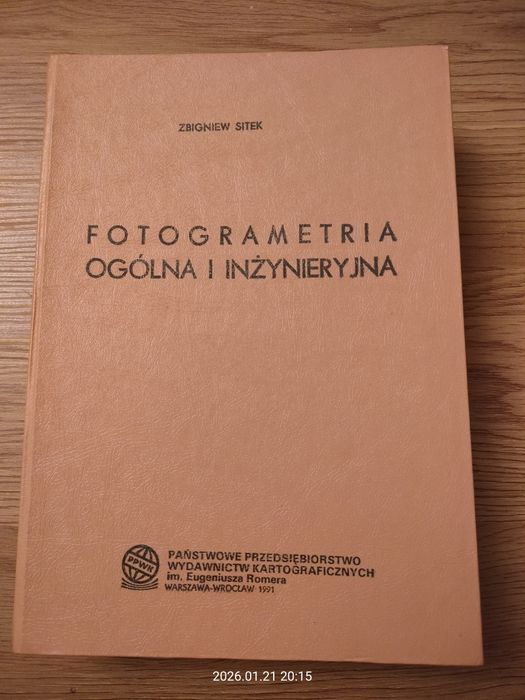 ZBIGNIEW SITEK
FOTOGRAMETRIA
OGÓLNA I INŻYNIERYJNA
PPWK
PAŃSTWOWE PRZEDSIĘBIORSTWO
WYDAWNICTW KARTOGRAFICZNYCH
im. Eugeniusza Romera
WARSZAWA-WROCŁAW 1991
2026.01.21 20:15